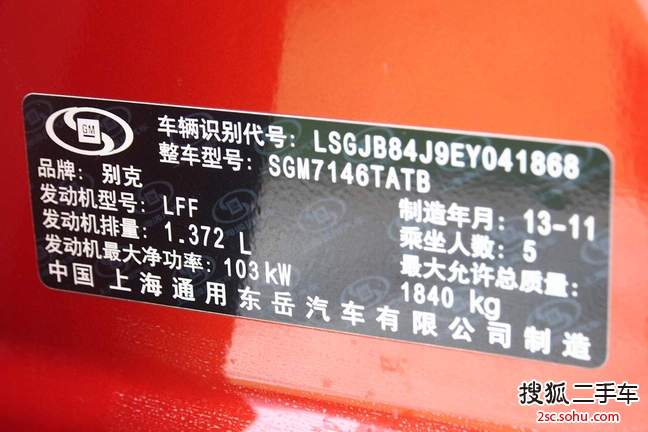 GM
车辆识别代号: LSGJB84J9EY041868
整车型号: SGM7146TATB
品牌: 别克
发动机型号: LFF
制造年月: 13-11
发动机排量: 1.372 L
乘坐人数: 5
发动机最大净功率: 103kW
最大允许总质量:
1840 kg
中国 上海通用东岳汽车有限公司制造
搜狐二手车
2sc.sohu.com